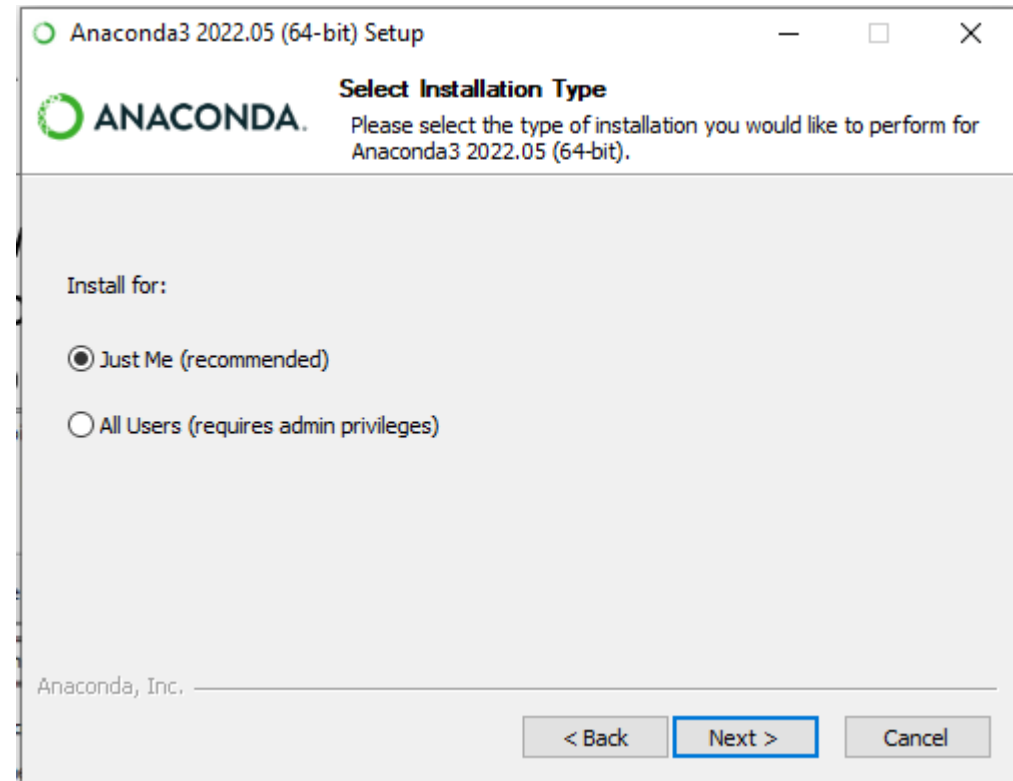 Anaconda3 2022.05 (64-bit) Setup
ANACONDA.
Select Installation Type
Please select the type of installation you would like to perform for
Anaconda3 2022.05 (64-bit).
Install for:
Just Me (recommended)
All Users (requires admin privileges)
Anaconda, Inc.
< Back
Next >
Cancel